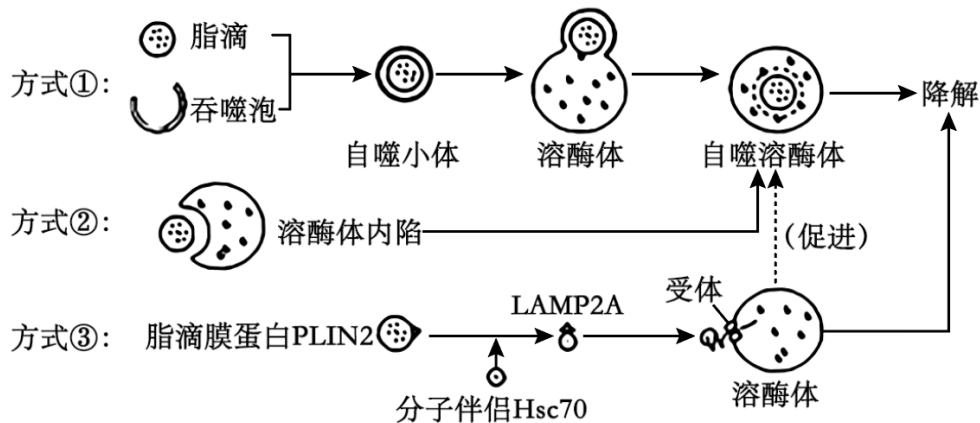 脂滴
方式①：
吞噬泡
自噬小体
溶酶体
自噬溶酶体
降解
方式②：
溶酶体内陷
（促进）
方式③：
脂滴膜蛋白PLIN2
LAMP2A
受体
分子伴侣Hsc70
溶酶体